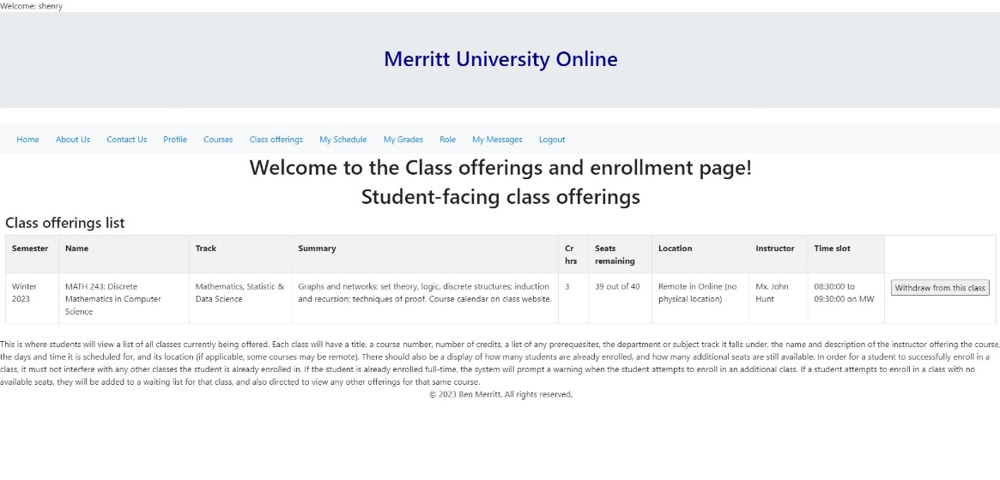 Welcome: shenry
Merritt University Online
Home About Us Contact Us Profile Courses Class offerings My Schedule My Grades Role My Messages Logout
Welcome to the Class offerings and enrollment page!
Student-facing class offerings
Class offerings list
Semester Name Track Summary Cr hrs Seats remaining Location Instructor Time slot
Winter 2023 MATH 243: Discrete Mathematics in Computer Science Mathematics, Statistic & Data Science Graphs and networks; set theory, logic, discrete structures; induction and recursion; techniques of proof. Course calendar on class website. 3 39 out of 40 Remote in Online (no physical location) Mx. John Hunt 08:30:00 to 09:30:00 on MW Withdraw from this class
This is where students will view a list of all classes currently being offered. Each class will have a title, a course number, number of credits, a list of any prerequesites, the department or subject track it falls under, the name and description of the instructor offering the course,
the days and time it is scheduled for, and its location (if applicable, some courses may be remote). There should also be a display of how many students are already enrolled, and how many additional seats are still available. In order for a student to successfully enroll in a
class, it must not interfere with any other classes the student is already enrolled in. If the student is already enrolled full-time, the system will prompt a warning when the student attempts to enroll in an additional class. If a student attempts to enroll in a class with no
available seats, they will be added to a waiting list for that class, and also directed to view any other offerings for that same course.
© 2023 Ben Merritt. All rights reserved.